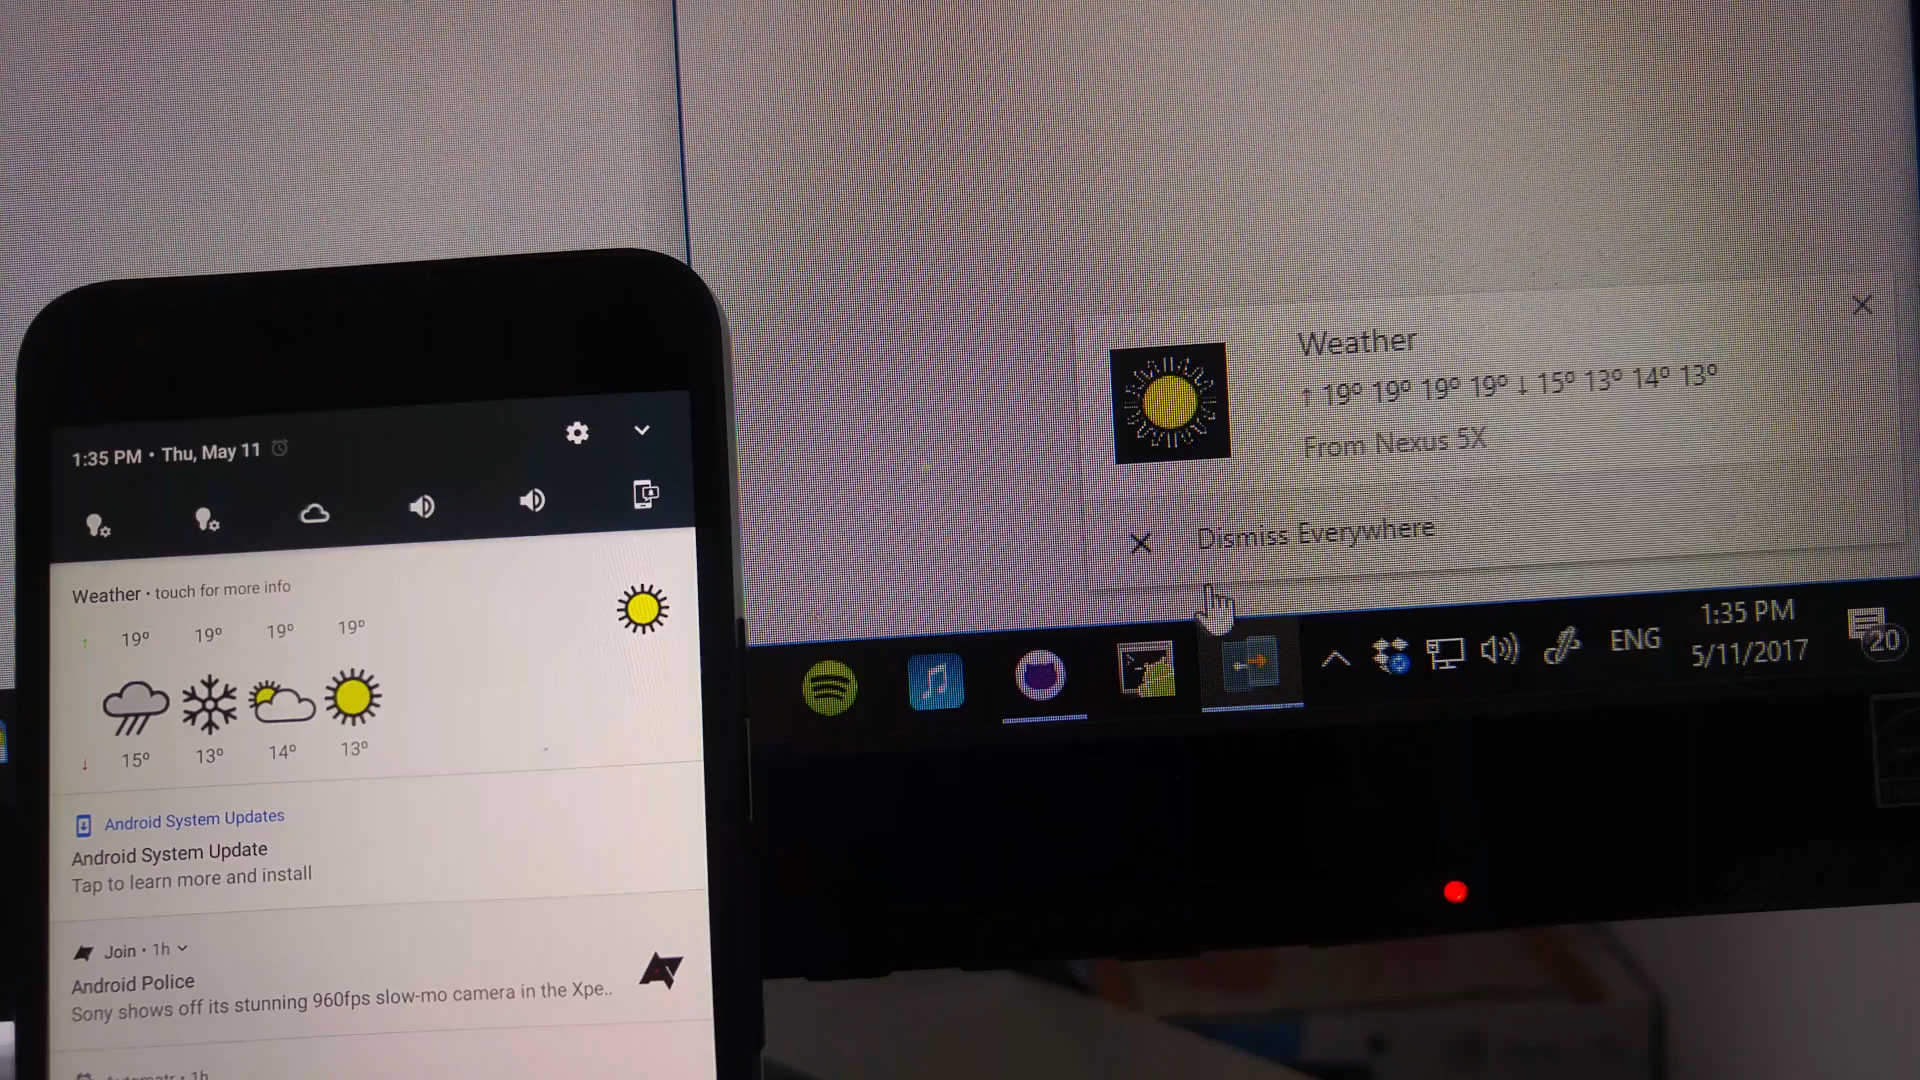 1:35 PM • Thu, May 11
Weather • touch for more info
↑ 19º 19º 19º 19º
↓ 15º 13º 14º 13º
Android System Updates
Android System Update
Tap to learn more and install
Join • 1h
Android Police
Sony shows off its stunning 960fps slow-mo camera in the Xpe..
1h
Weather
↑ 19º 19º 19º 19º ↓ 15º 13º 14º 13º
From Nexus 5X
Dismiss Everywhere
ENG
1:35 PM
5/11/2017
20